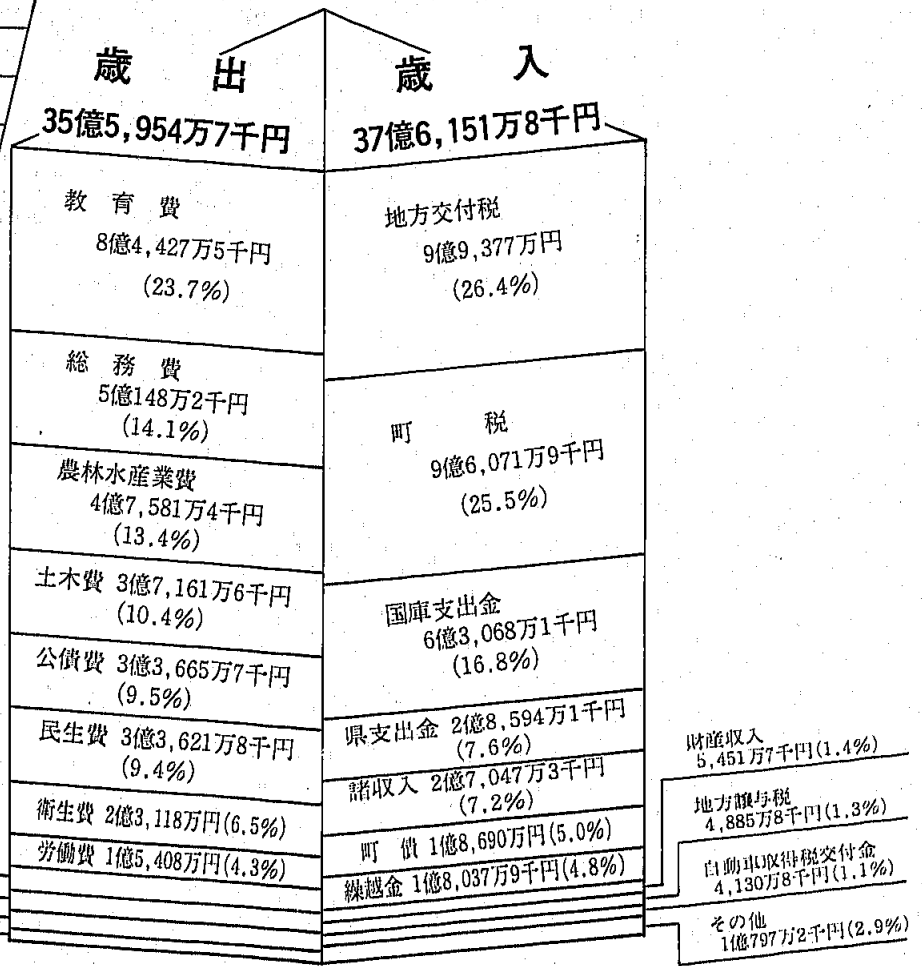 歳出
35億5,954万7千円
教育費
8億4,427万5千円
(23.7%)
総務費
5億148万2千円
(14.1%)
農林水産業費
4億7,581万4千円
(13.4%)
土木費 3億7,161万6千円
(10.4%)
公債費 3億3,665万7千円
(9.5%)
民生費 3億3,621万8千円
(9.4%)
衛生費 2億3,118万円(6.5%)
労働費 1億5,408万円(4.3%)
歳入
37億6,151万8千円
地方交付税
9億9,377万円
(26.4%)
町税
9億6,071万9千円
(25.5%)
国庫支出金
6億3,068万1千円
(16.8%)
県支出金 2億8,594万1千円
(7.6%)
諸収入 2億7,047万3千円
(7.2%)
町債 1億8,690万円(5.0%)
繰越金 1億8,037万9千円(4.8%)
財産収入
5,451万7千円(1.4%)
地方譲与税
4,885万8千円(1.3%)
自動車取得税交付金
4,130万8千円(1.1%)
その他
1億797万2千円(2.9%)